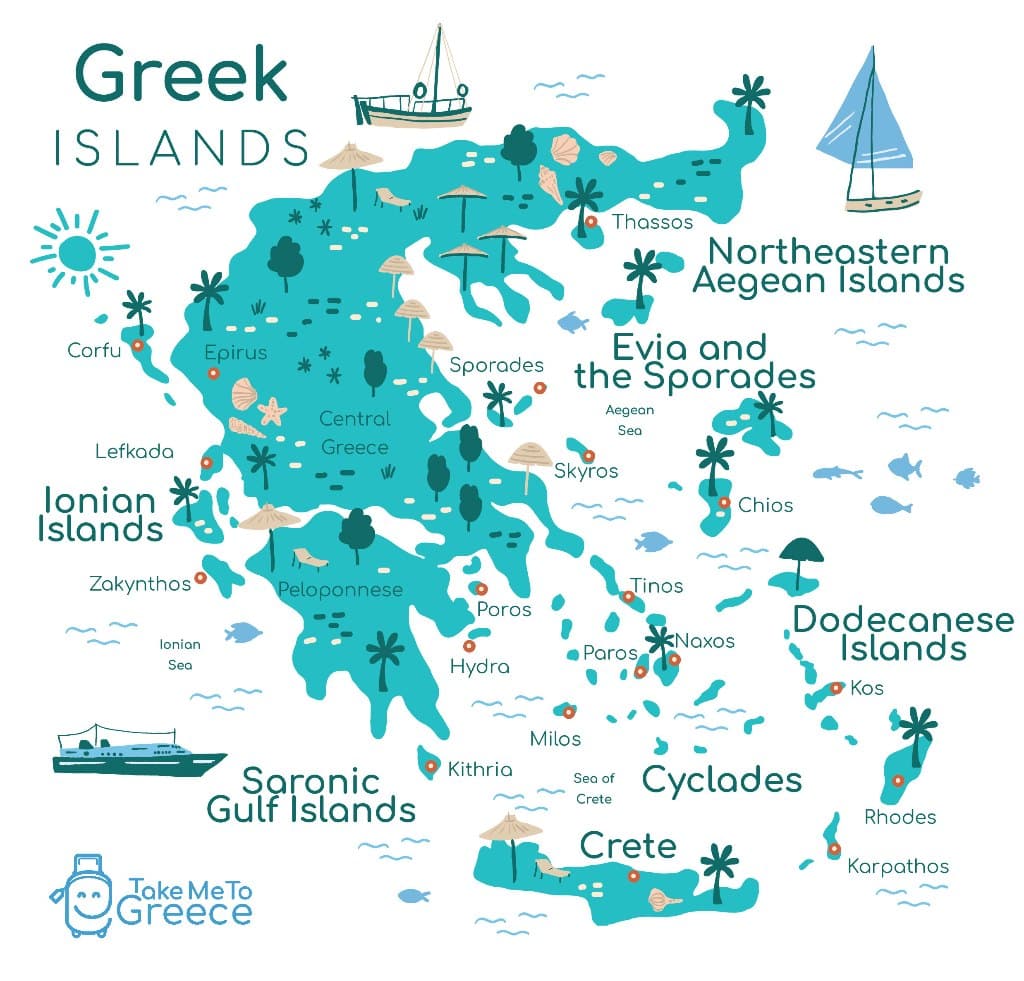 Greek
ISLANDS
Thassos
Northeastern
Aegean Islands
Corfu
Epirus
Sporades
Evia and
the Sporades
Aegean
Sea
Central
Greece
Lefkada
Skyros
Ionian
Islands
Chios
Zakynthos
Peloponnese
Poros
Tinos
Dodecanese
Islands
Ionian
Sea
Hydra
Paros
Naxos
Kos
Milos
Kithria
Saronic
Gulf Islands
Sea of
Crete
Cyclades
Rhodes
Crete
Karpathos
Take MeTo
Greece